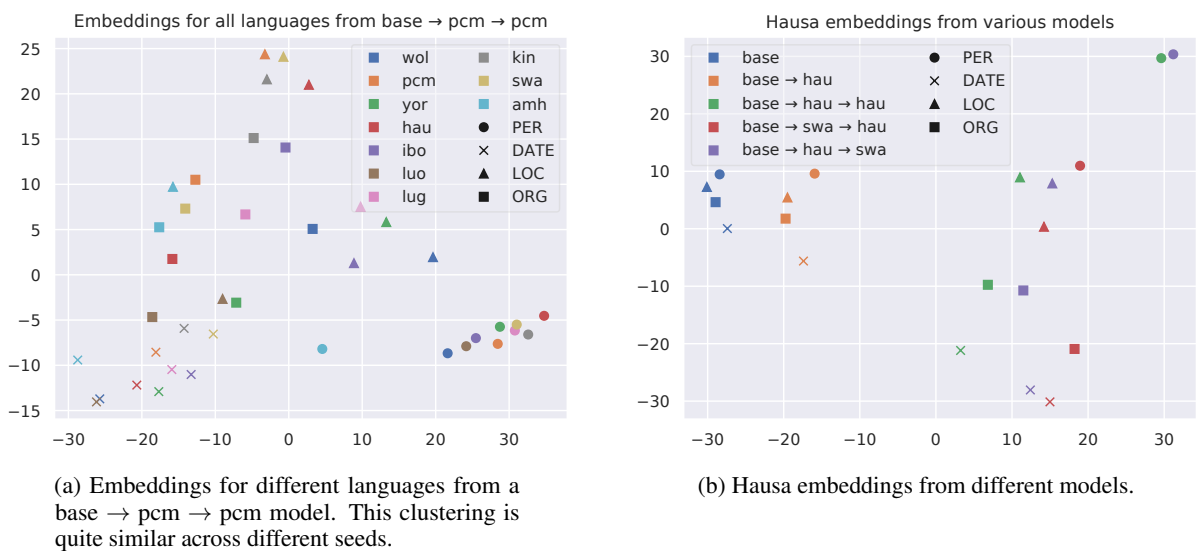 Embeddings for all languages from base → pcm → pcm
25
20
15
10
5
0
−5
−10
−15
−30
−20
−10
0
10
20
30
wol
pcm
yor
hau
ibo
luo
lug
kin
swa
amh
PER
DATE
LOC
ORG
(a) Embeddings for different languages from a
base → pcm → pcm model. This clustering is
quite similar across different seeds.
Hausa embeddings from various models
30
20
10
0
−10
−20
−30
−30
−20
−10
0
10
20
30
base
base → hau
base → hau → hau
base → swa → hau
base → hau → swa
PER
DATE
LOC
ORG
(b) Hausa embeddings from different models.